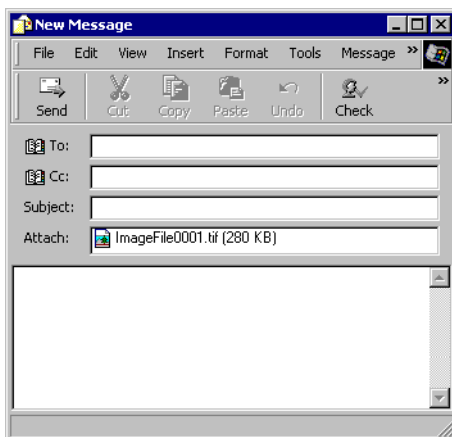 New Message
File Edit View Insert Format Tools Message »
Send Cut Copy Paste Undo Check »
To:
Cc:
Subject:
Attach: ImageFile0001.tif (280 KB)